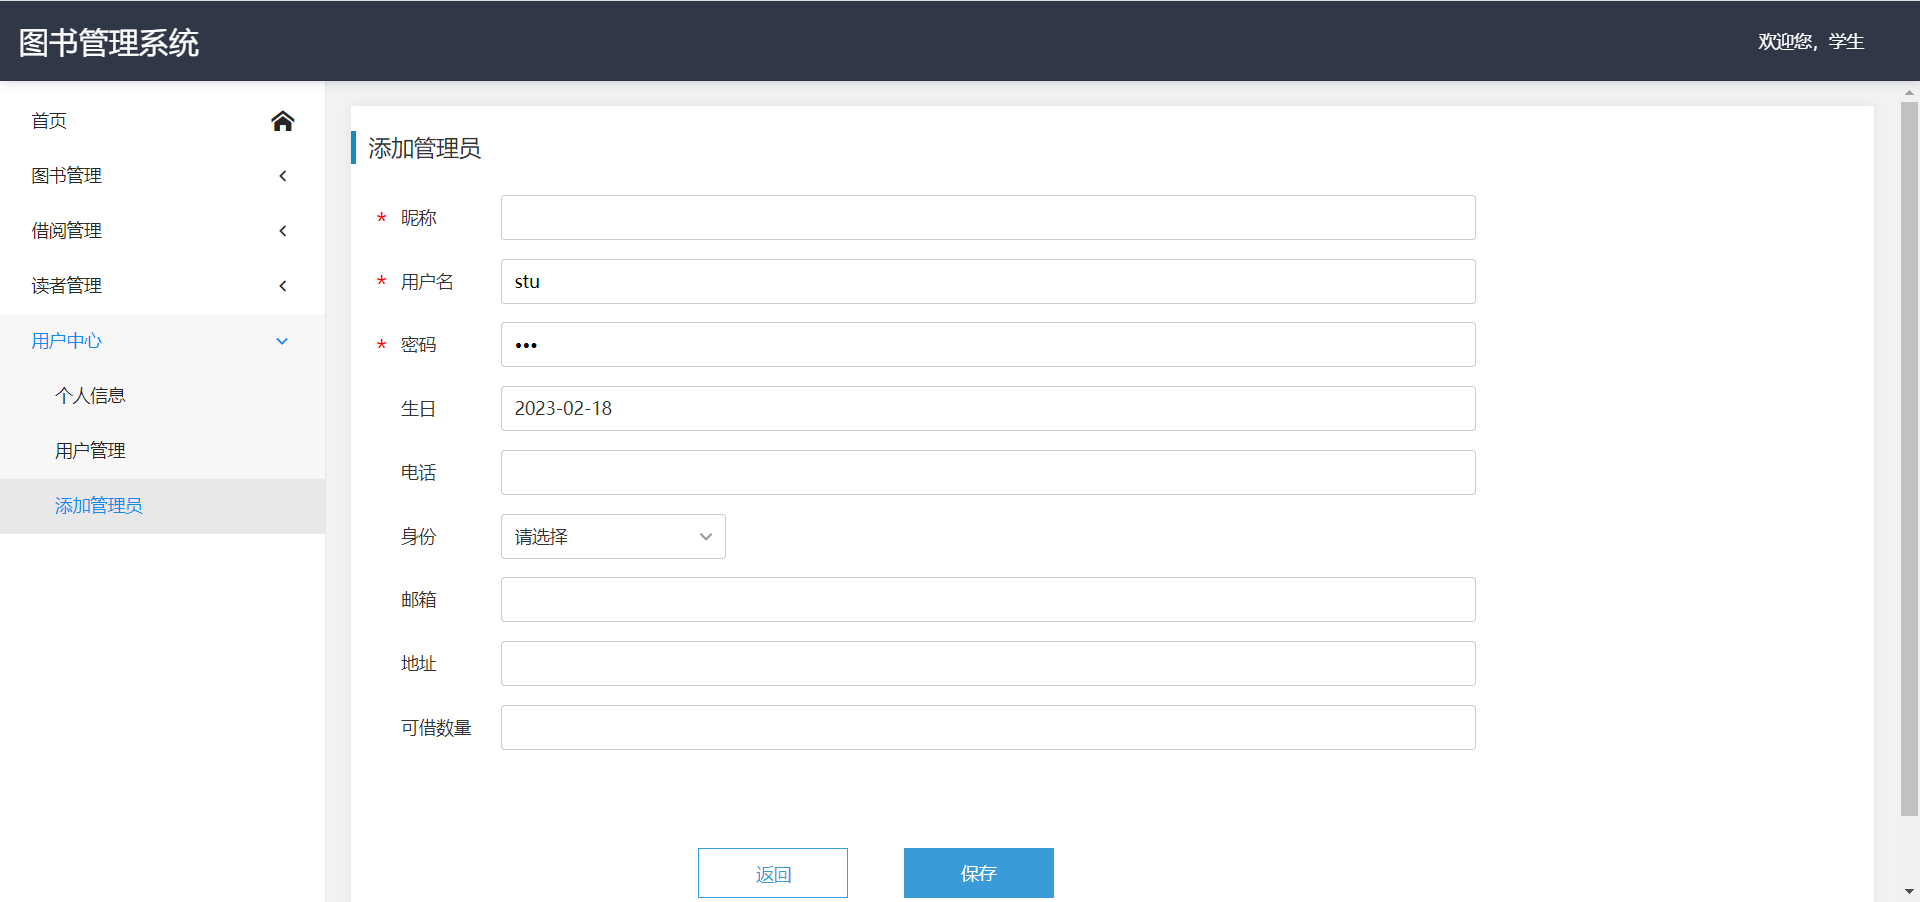 图书管理系统
欢迎您，学生
首页
图书管理
借阅管理
读者管理
用户中心
个人信息
用户管理
添加管理员
添加管理员
* 昵称
* 用户名 stu
* 密码 •••
生日 2023-02-18
电话
身份 请选择
邮箱
地址
可借数量
返回 保存